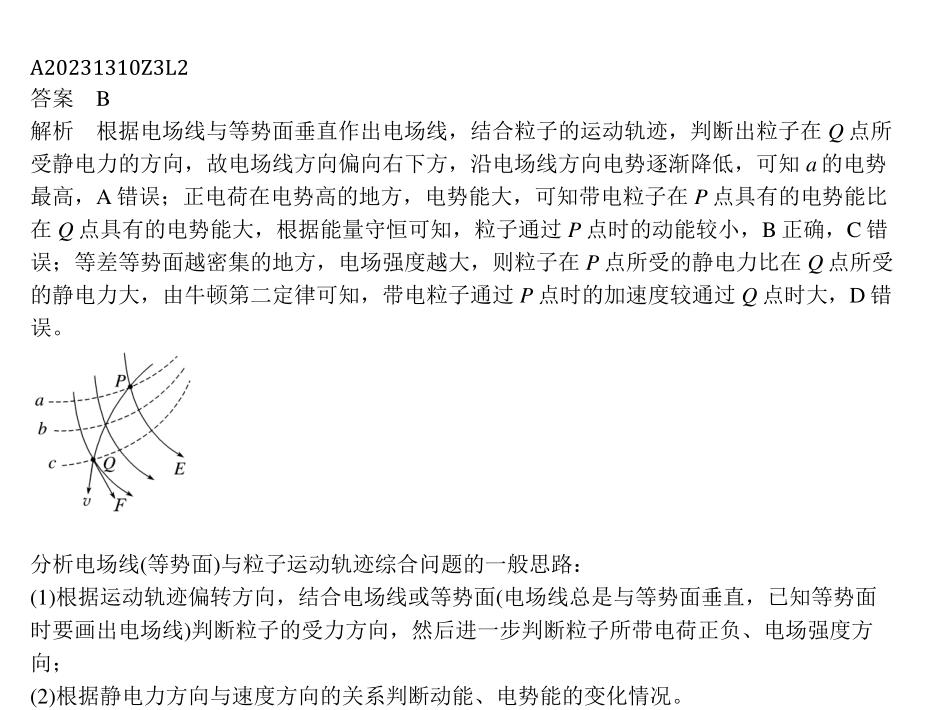 A20231310Z3L2
答案　B
解析　根据电场线与等势面垂直作出电场线，结合粒子的运动轨迹，判断出粒子在 Q 点所
受静电力的方向，故电场线方向偏向右下方，沿电场线方向电势逐渐降低，可知 a 的电势
最高，A 错误；正电荷在电势高的地方，电势能大，可知带电粒子在 P 点具有的电势能比
在 Q 点具有的电势能大，根据能量守恒可知，粒子通过 P 点时的动能较小，B 正确，C 错
误；等差等势面越密集的地方，电场强度越大，则粒子在 P 点所受的静电力比在 Q 点所受
的静电力大，由牛顿第二定律可知，带电粒子通过 P 点时的加速度较通过 Q 点时大，D 错
误。
P
a
b
c
Q
E
v
F
分析电场线(等势面)与粒子运动轨迹综合问题的一般思路：
(1)根据运动轨迹偏转方向，结合电场线或等势面(电场线总是与等势面垂直，已知等势面
时要画出电场线)判断粒子的受力方向，然后进一步判断粒子所带电荷正负、电场强度方
向；
(2)根据静电力方向与速度方向的关系判断动能、电势能的变化情况。